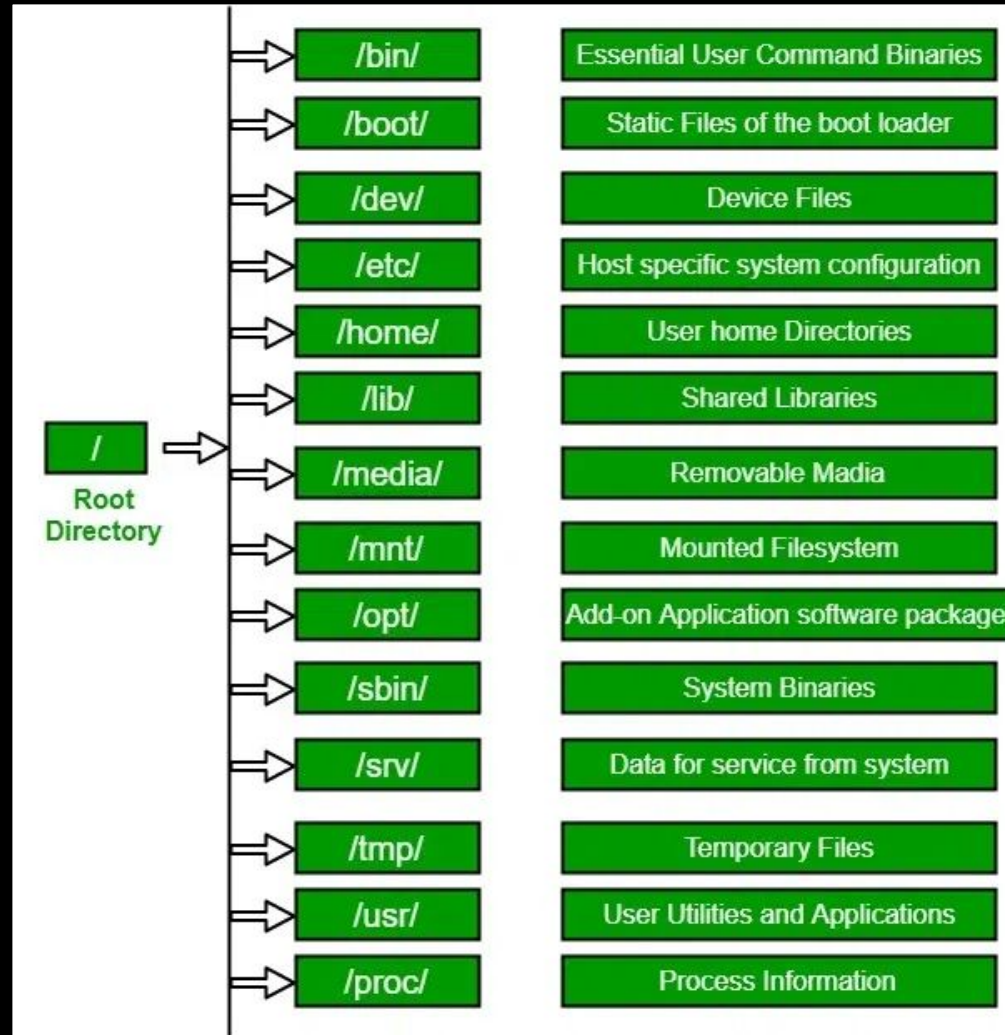 /bin/ Essential User Command Binaries
/boot/ Static Files of the boot loader
/dev/ Device Files
/etc/ Host specific system configuration
/home/ User home Directories
/lib/ Shared Libraries
/
Root
Directory
/media/ Removable Madia
/mnt/ Mounted Filesystem
/opt/ Add-on Application software package
/sbin/ System Binaries
/srv/ Data for service from system
/tmp/ Temporary Files
/usr/ User Utilities and Applications
/proc/ Process Information